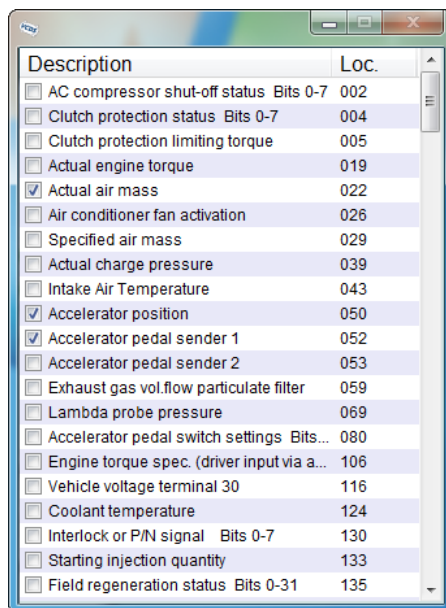 VCDS
Description Loc.
AC compressor shut-off status Bits 0-7 002
Clutch protection status Bits 0-7 004
Clutch protection limiting torque 005
Actual engine torque 019
Actual air mass 022
Air conditioner fan activation 026
Specified air mass 029
Actual charge pressure 039
Intake Air Temperature 043
Accelerator position 050
Accelerator pedal sender 1 052
Accelerator pedal sender 2 053
Exhaust gas vol.flow particulate filter 059
Lambda probe pressure 069
Accelerator pedal switch settings Bits... 080
Engine torque spec. (driver input via a... 106
Vehicle voltage terminal 30 116
Coolant temperature 124
Interlock or P/N signal Bits 0-7 130
Starting injection quantity 133
Field regeneration status Bits 0-31 135